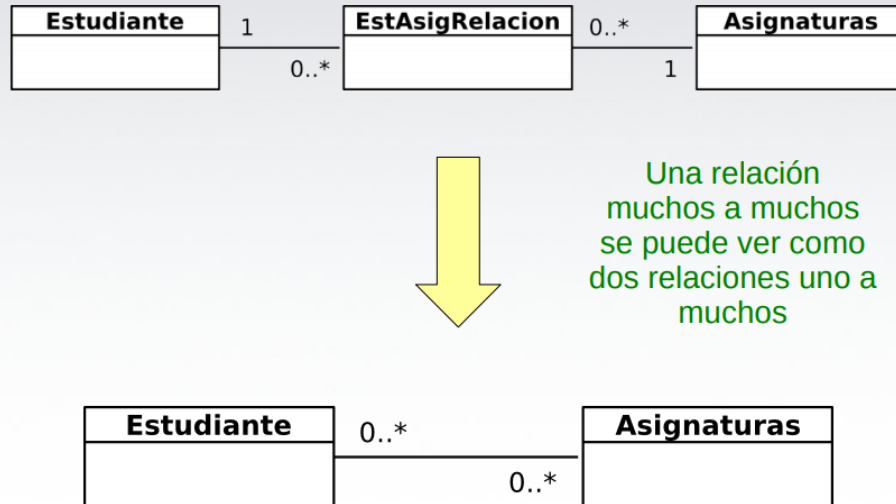 Estudiante
1
0..*
EstAsigRelacion
0..*
1
Asignaturas
Una relación
muchos a muchos
se puede ver como
dos relaciones uno a
muchos
Estudiante
0..*
0..*
Asignaturas